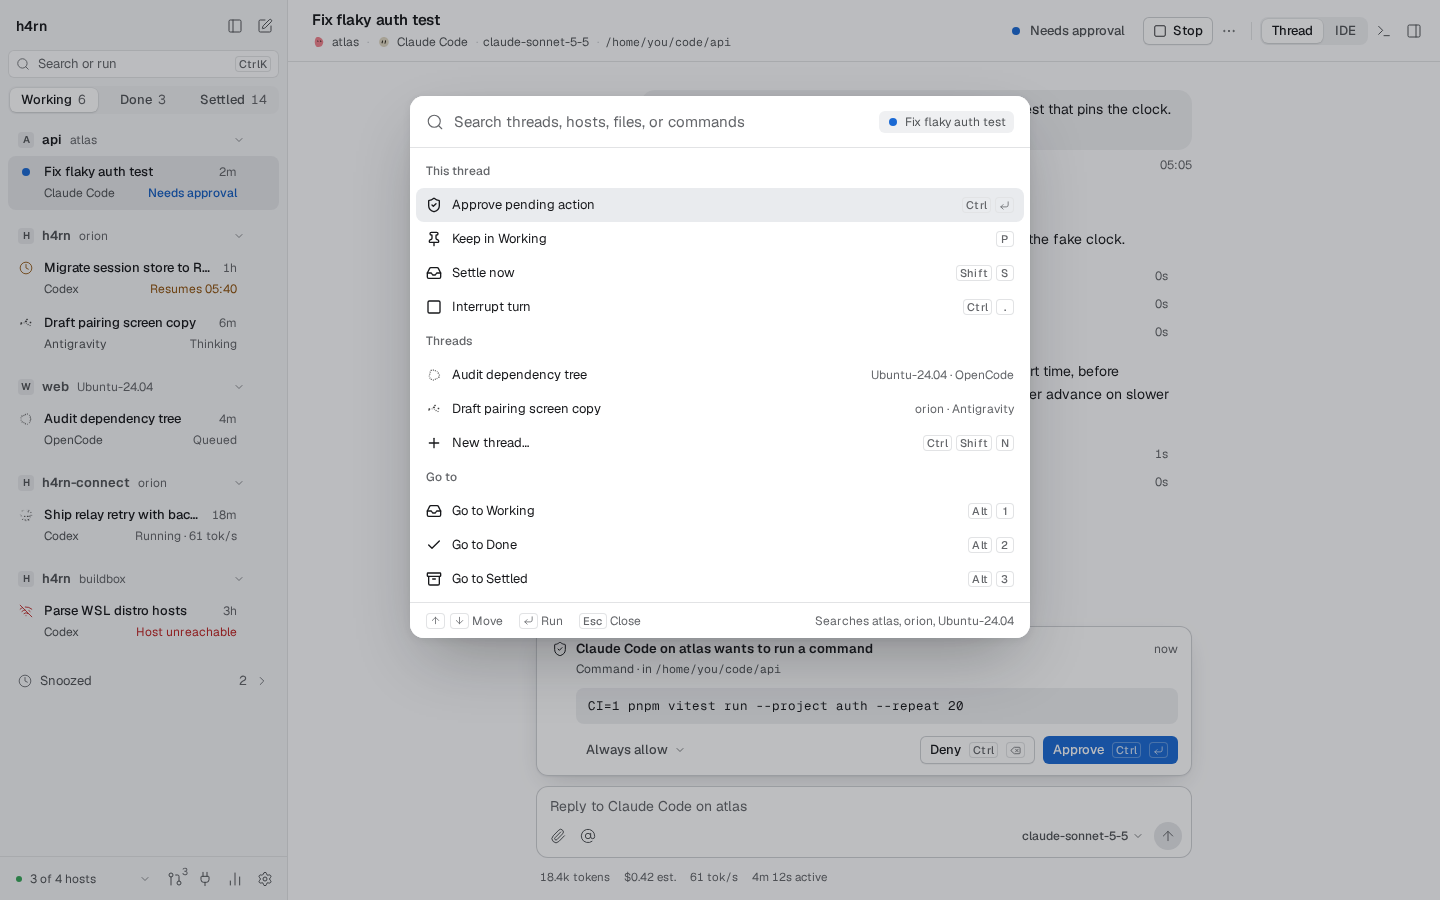 h4rn
Search or run
CtrlK
Working 6
Done 3
Settled 14
A api atlas
Fix flaky auth test 2m
Claude Code Needs approval
H h4rn orion
Migrate session store to R... 1h
Codex Resumes 05:40
Draft pairing screen copy 6m
Antigravity Thinking
W web Ubuntu-24.04
Audit dependency tree 4m
OpenCode Queued
H h4rn-connect orion
Ship relay retry with bac... 18m
Codex Running · 61 tok/s
H h4rn buildbox
Parse WSL distro hosts 3h
Codex Host unreachable
Snoozed 2
3 of 4 hosts
3
Fix flaky auth test
atlas · Claude Code · claude-sonnet-5-5 · /home/you/code/api
Needs approval
Stop
Thread
IDE
est that pins the clock.
05:05
the fake clock.
0s
0s
0s
rt time, before
er advance on slower
1s
0s
Search threads, hosts, files, or commands
Fix flaky auth test
This thread
Approve pending action Ctrl
Keep in Working P
Settle now Shift S
Interrupt turn Ctrl .
Threads
Audit dependency tree Ubuntu-24.04 · OpenCode
Draft pairing screen copy orion · Antigravity
New thread... Ctrl Shift N
Go to
Go to Working Alt 1
Go to Done Alt 2
Go to Settled Alt 3
Move Run Esc Close
Searches atlas, orion, Ubuntu-24.04
Claude Code on atlas wants to run a command now
Command · in /home/you/code/api
CI=1 pnpm vitest run --project auth --repeat 20
Always allow
Deny Ctrl
Approve Ctrl
Reply to Claude Code on atlas
claude-sonnet-5-5
18.4k tokens $0.42 est. 61 tok/s 4m 12s active